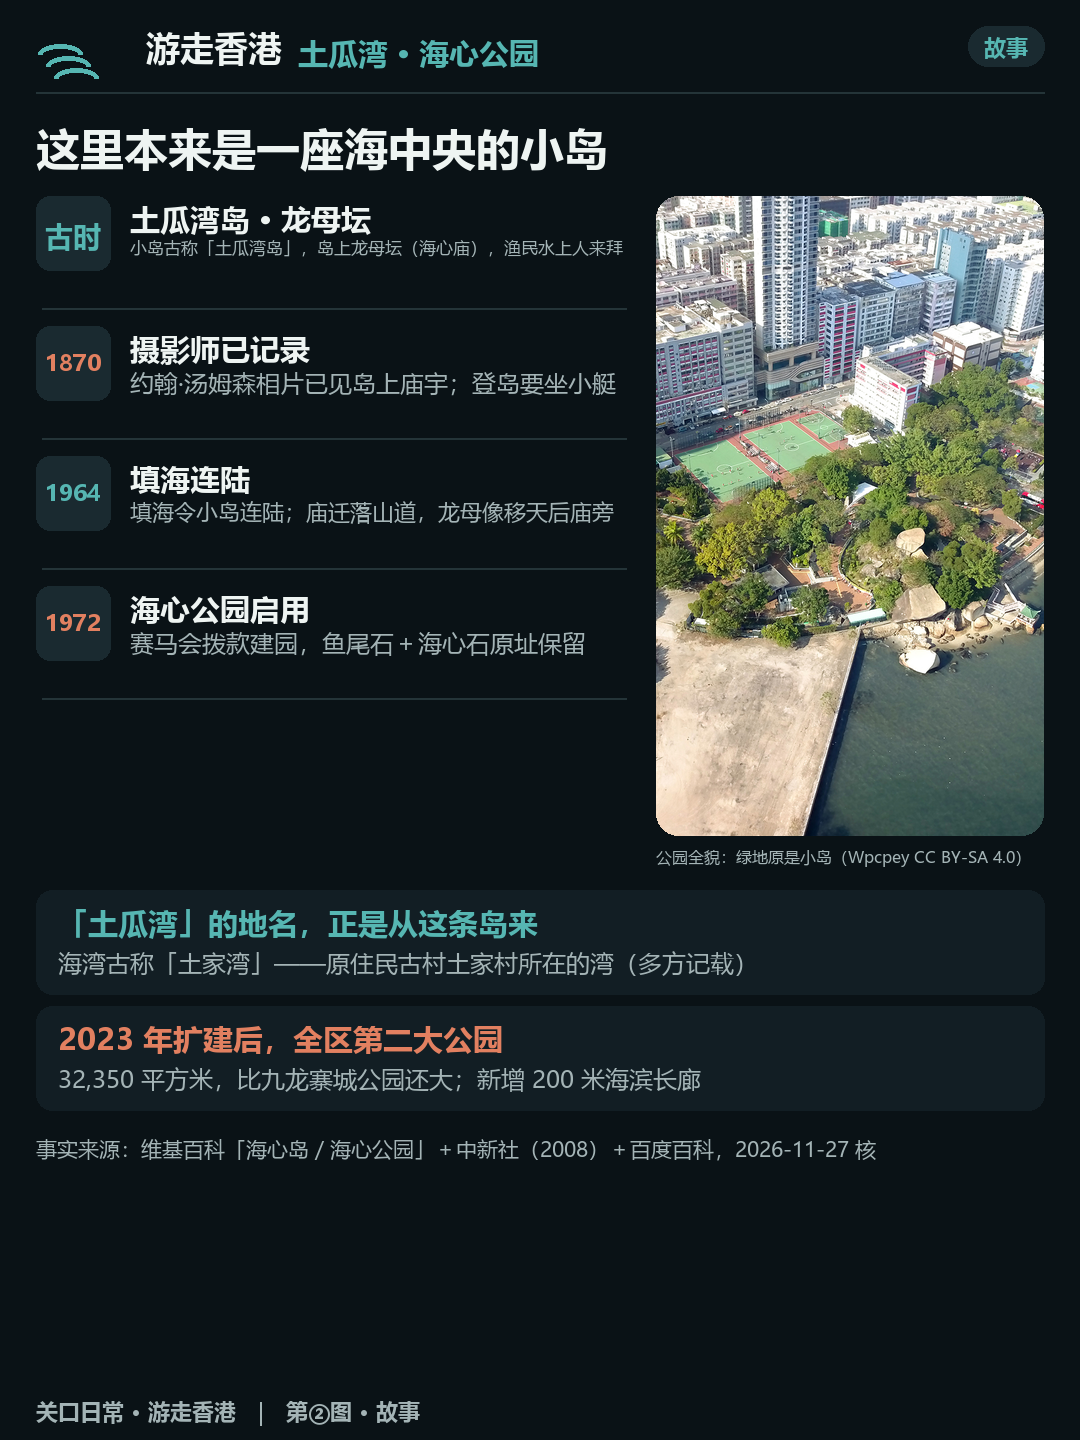 游走香港 土瓜湾·海心公园
故事
这里本来是一座海中央的小岛
古时
土瓜湾岛·龙母坛
小岛古称「土瓜湾岛」，岛上龙母坛（海心庙），渔民水上人来拜
1870
摄影师已记录
约翰·汤姆森相片已见岛上庙宇；登岛要坐小艇
1964
填海连陆
填海令小岛连陆；庙迁落山道，龙母像移天后庙旁
1972
海心公园启用
赛马会拨款建园，鱼尾石＋海心石原址保留
公园全貌：绿地原是小岛（Wpcpey CC BY-SA 4.0）
「土瓜湾」的地名，正是从这条岛来
海湾古称「土家湾」——原住民古村土家村所在的湾（多方记载）
2023 年扩建后，全区第二大公园
32,350 平方米，比九龙寨城公园还大；新增 200 米海滨长廊
事实来源：维基百科「海心岛 / 海心公园」＋中新社（2008）＋百度百科，2026-11-27 核
关口日常·游走香港 ｜ 第②图·故事